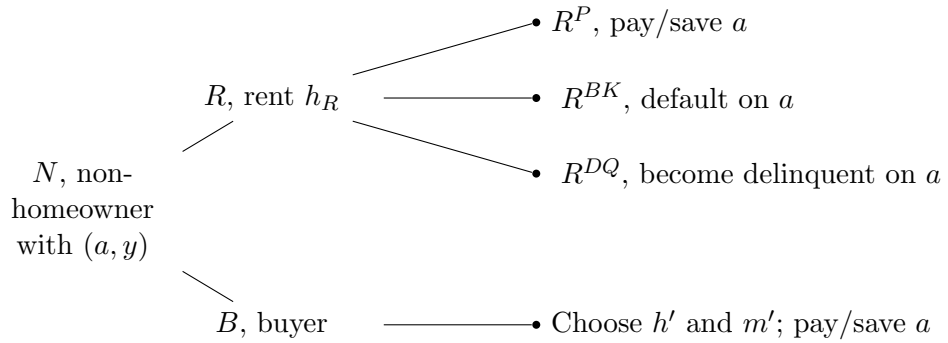 R^P, pay/save a
R, rent h_R
R^{BK}, default on a
R^{DQ}, become delinquent on a
N, non-
homeowner
with (a, y)
B, buyer
Choose h′ and m′; pay/save a